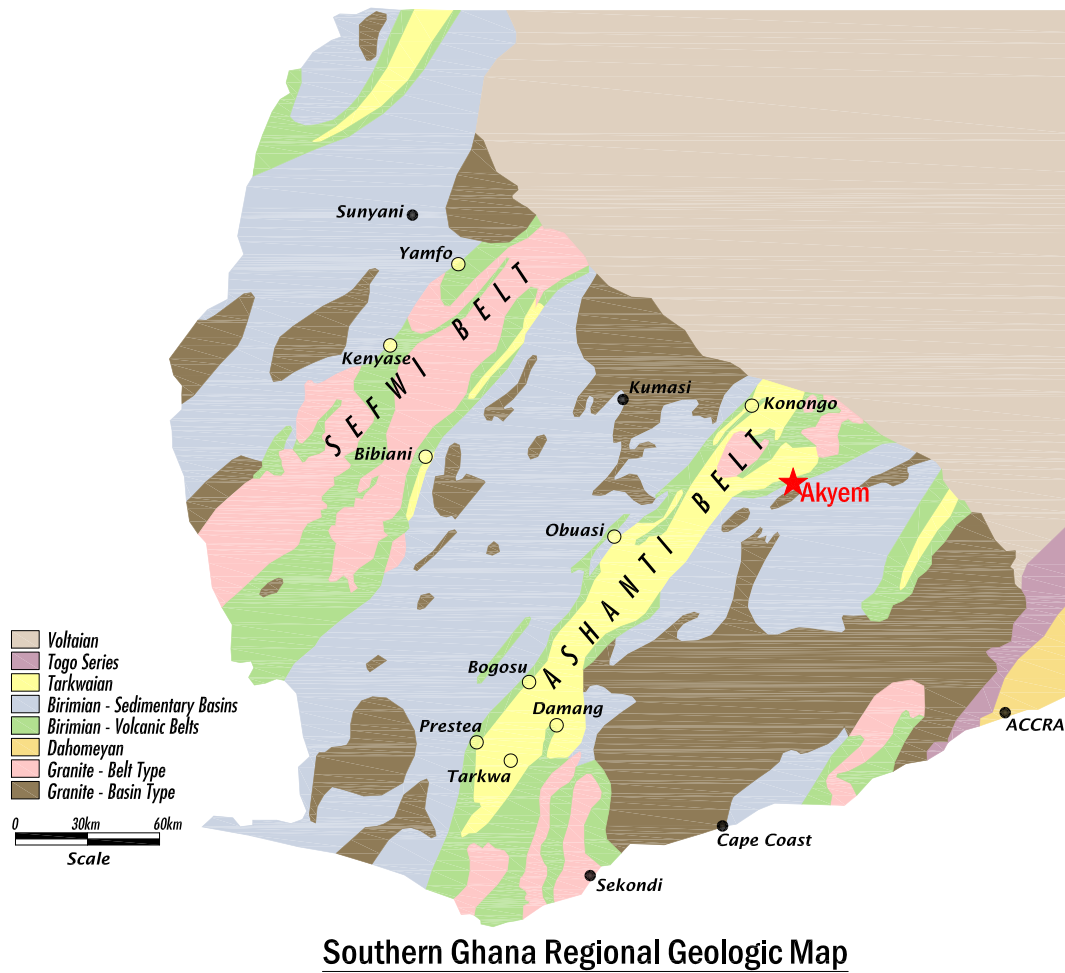 Sunyani
Yamfo
SEFWI BELT
Kenyase
Kumasi
Konongo
Bibiani
Akyem
Obuasi
ASHANTI BELT
Bogosu
Damang
Prestea
Tarkwa
ACCRA
Cape Coast
Sekondi
Voltaian
Togo Series
Tarkwaian
Birimian - Sedimentary Basins
Birimian - Volcanic Belts
Dahomeyan
Granite - Belt Type
Granite - Basin Type
0 30km 60km
Scale
Southern Ghana Regional Geologic Map